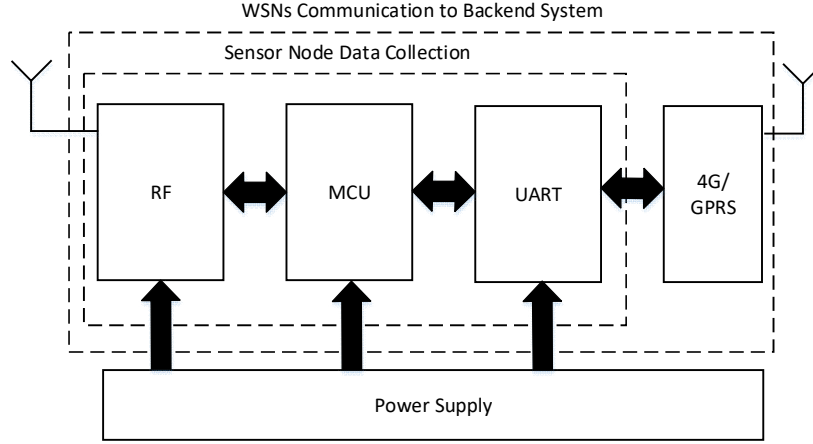 WSNs Communication to Backend System
Sensor Node Data Collection
RF
MCU
UART
4G/
GPRS
Power Supply